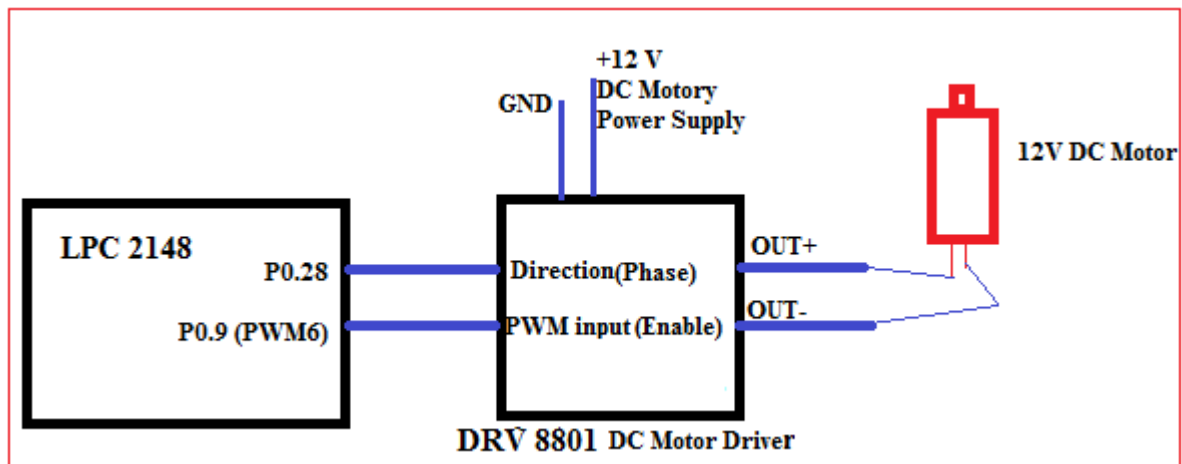 +12 V
DC Motory
Power Supply
GND
12V DC Motor
LPC 2148
P0.28
P0.9 (PWM6)
Direction(Phase)
PWM input (Enable)
OUT+
OUT-
DRV 8801 DC Motor Driver